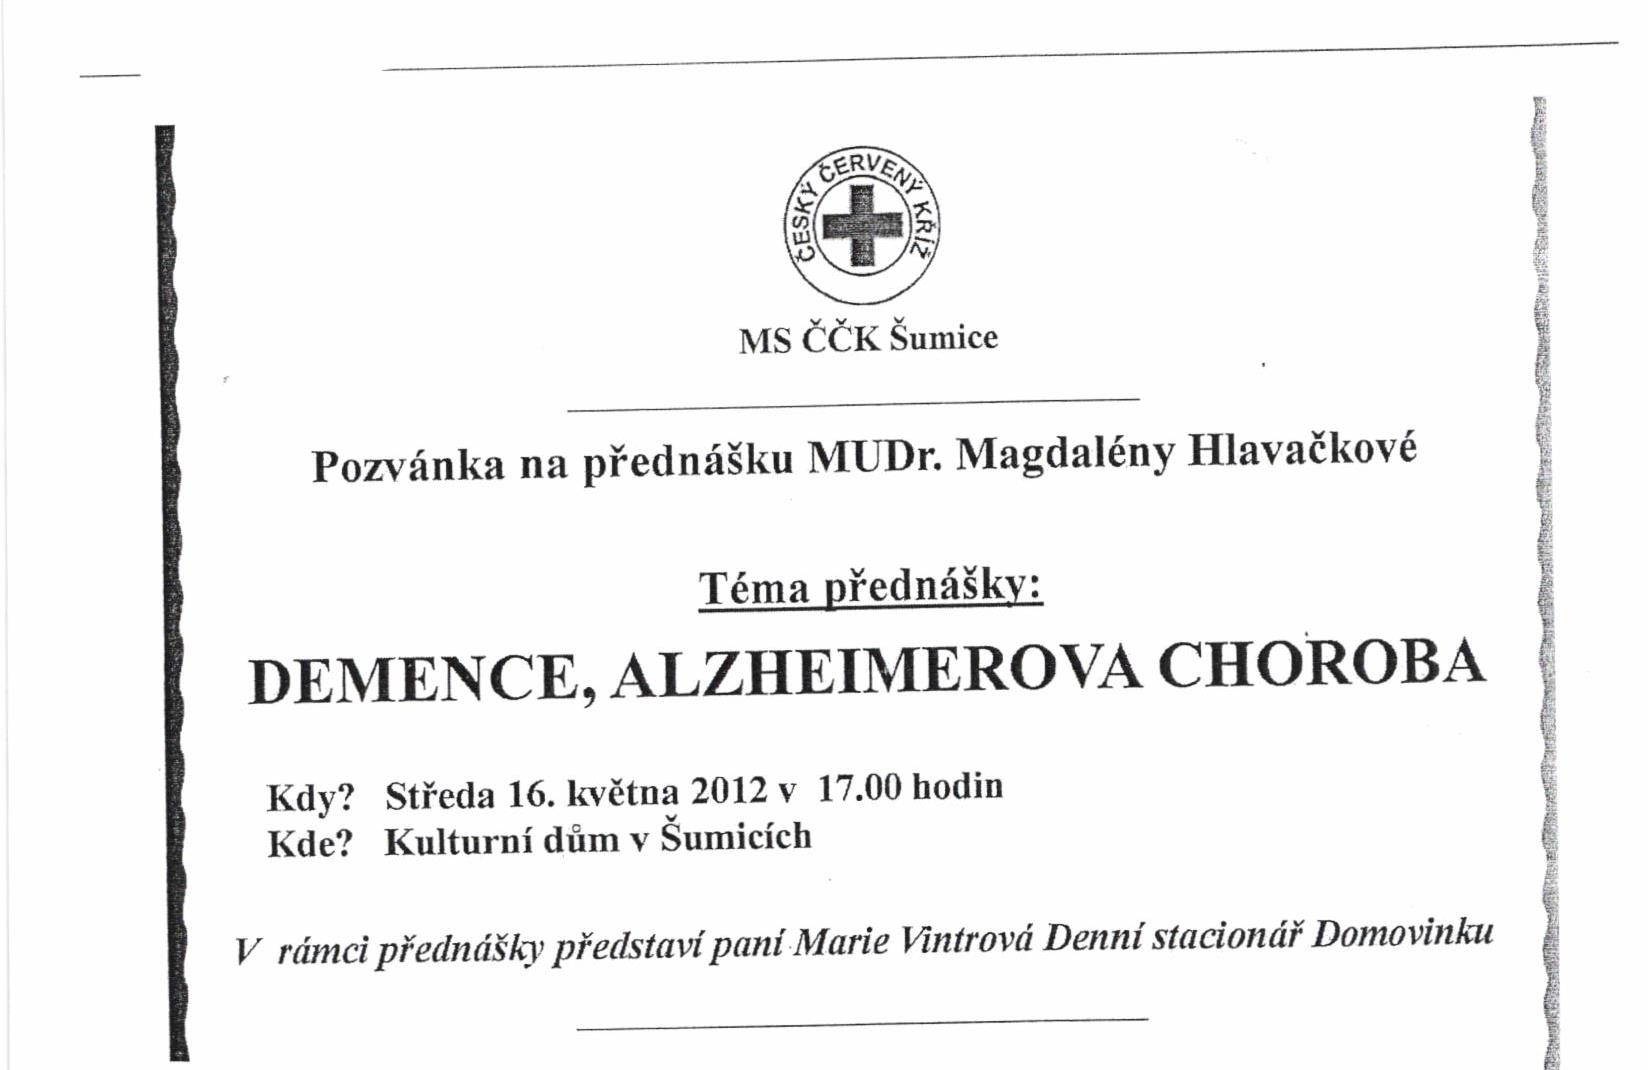 ČESKÝ ČERVENÝ KŘÍŽ
MS ČČK Šumice
Pozvánka na přednášku MUDr. Magdalény Hlavačkové
Téma přednášky:
DEMENCE, ALZHEIMEROVA CHOROBA
Kdy? Středa 16. května 2012 v 17.00 hodin
Kde? Kulturní dům v Šumicích
V rámci přednášky představí paní Marie Vintrová Denní stacionář Domovinku